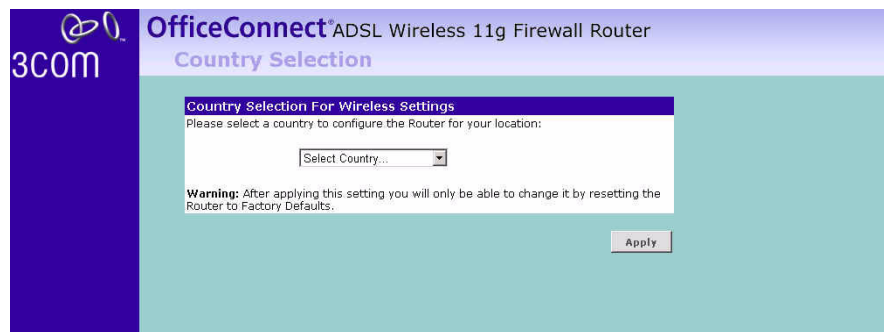 3COM
OfficeConnect® ADSL Wireless 11g Firewall Router
Country Selection
Country Selection For Wireless Settings
Please select a country to configure the Router for your location:
Select Country...
Warning: After applying this setting you will only be able to change it by resetting the
Router to Factory Defaults.
Apply